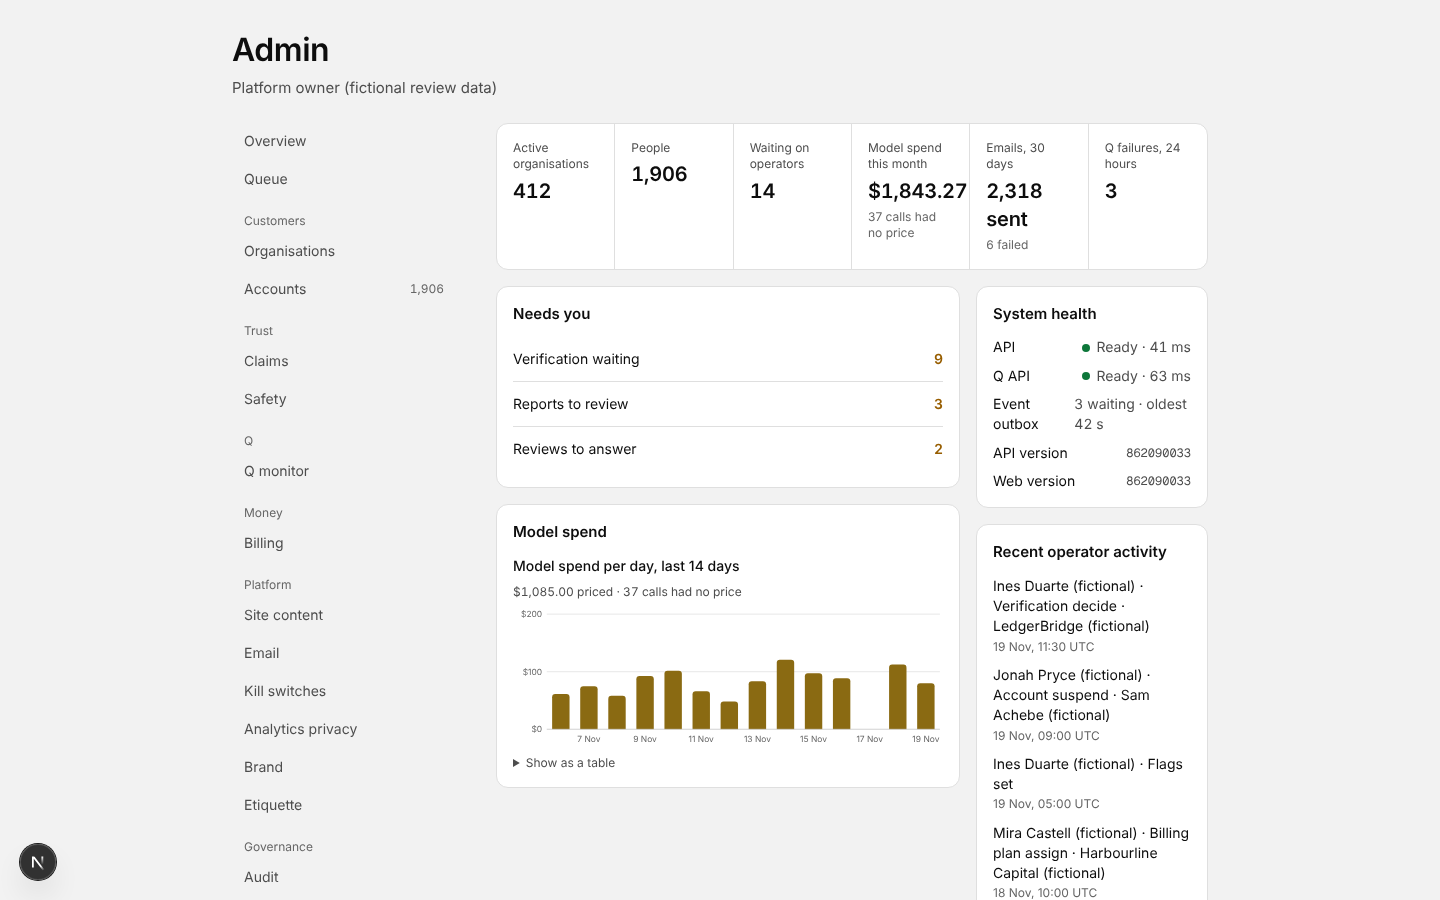 Admin
Platform owner (fictional review data)
Overview
Queue
Customers
Organisations
Accounts 1,906
Trust
Claims
Safety
Q
Q monitor
Money
Billing
Platform
Site content
Email
Kill switches
Analytics privacy
Brand
Etiquette
Governance
Audit
N
Active
organisations
412
People
1,906
Waiting on
operators
14
Model spend
this month
$1,843.27
37 calls had
no price
Emails, 30
days
2,318
sent
6 failed
Q failures, 24
hours
3
Needs you
Verification waiting 9
Reports to review 3
Reviews to answer 2
Model spend
Model spend per day, last 14 days
$1,085.00 priced · 37 calls had no price
$200
$100
$0
7 Nov 9 Nov 11 Nov 13 Nov 15 Nov 17 Nov 19 Nov
Show as a table
System health
API Ready · 41 ms
Q API Ready · 63 ms
Event 3 waiting · oldest
outbox 42 s
API version 862090033
Web version 862090033
Recent operator activity
Ines Duarte (fictional) ·
Verification decide ·
LedgerBridge (fictional)
19 Nov, 11:30 UTC
Jonah Pryce (fictional) ·
Account suspend · Sam
Achebe (fictional)
19 Nov, 09:00 UTC
Ines Duarte (fictional) · Flags
set
19 Nov, 05:00 UTC
Mira Castell (fictional) · Billing
plan assign · Harbourline
Capital (fictional)
18 Nov, 10:00 UTC